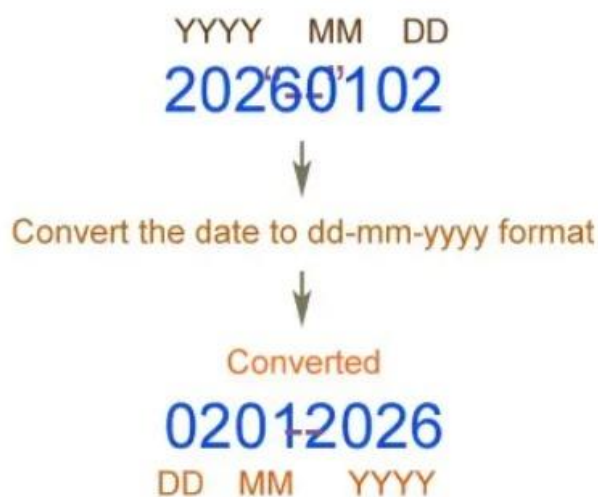 YYYY MM DD
20260102
“--”
Convert the date to dd-mm-yyyy format
Converted
02012026
--
DD MM YYYY